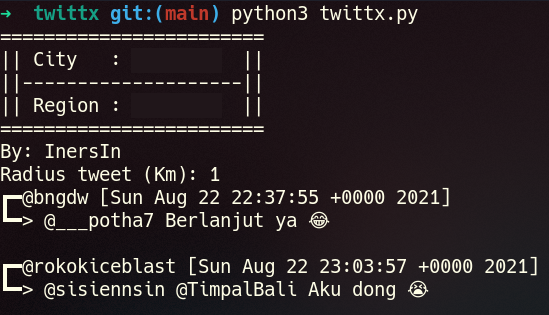 ➜ twittx git:(main) python3 twittx.py
========================
|| City   :           ||
||--------------------||
|| Region :           ||
========================
By: InersIn
Radius tweet (Km): 1
┏━@bngdw [Sun Aug 22 22:37:55 +0000 2021]
┗━> @___potha7 Berlanjut ya 😂
┏━@rokokiceblast [Sun Aug 22 23:03:57 +0000 2021]
┗━> @sisiennsin @TimpalBali Aku dong 😭